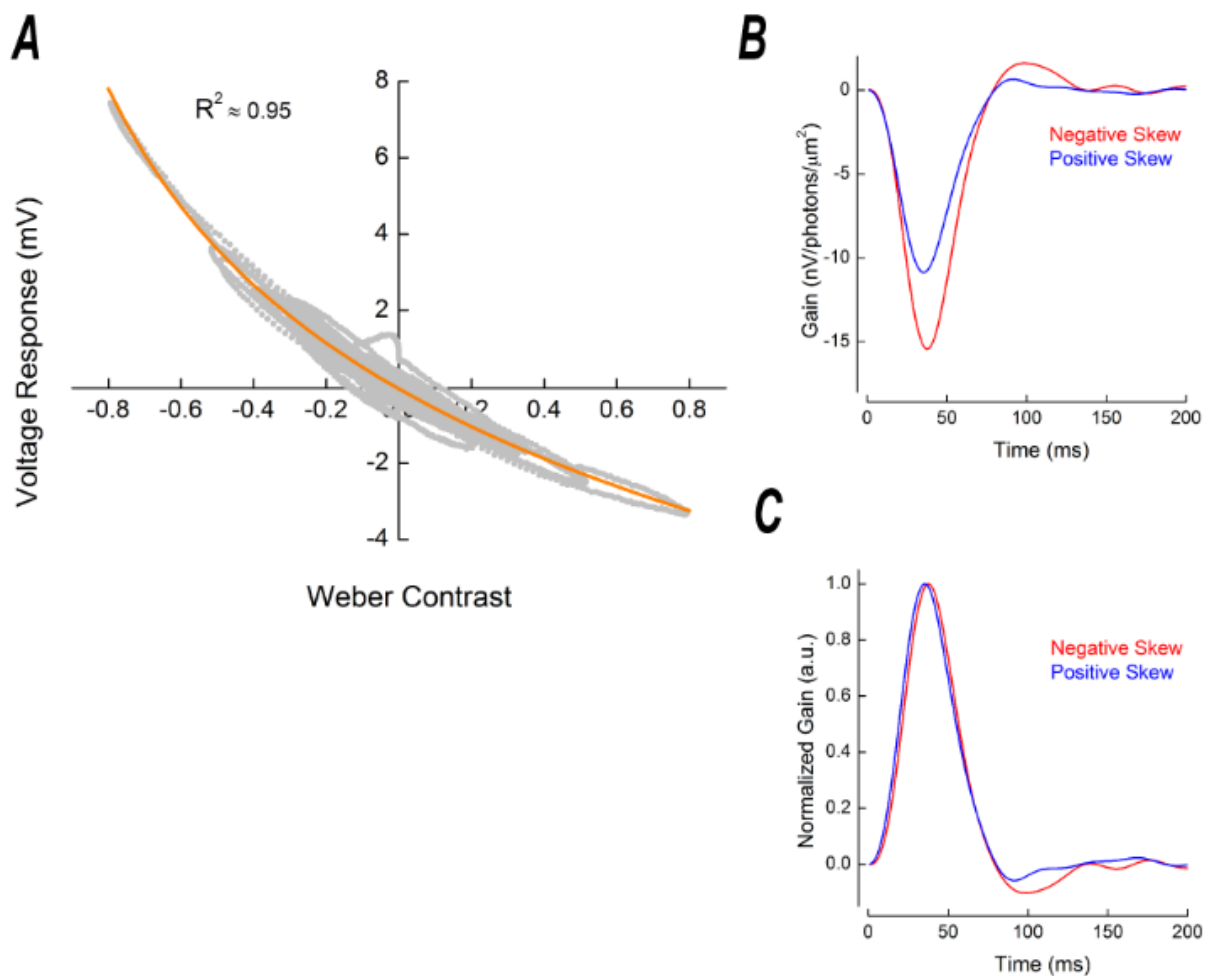 A
R² ≈ 0.95
8
6
4
2
-2
-4
-0.8 -0.6 -0.4 -0.2 0.2 0.4 0.6 0.8
Voltage Response (mV)
Weber Contrast
B
0
-5
-10
-15
Gain (nV/photons/μm²)
Negative Skew
Positive Skew
0 50 100 150 200
Time (ms)
C
1.0
0.8
0.6
0.4
0.2
0.0
Normalized Gain (a.u.)
Negative Skew
Positive Skew
0 50 100 150 200
Time (ms)